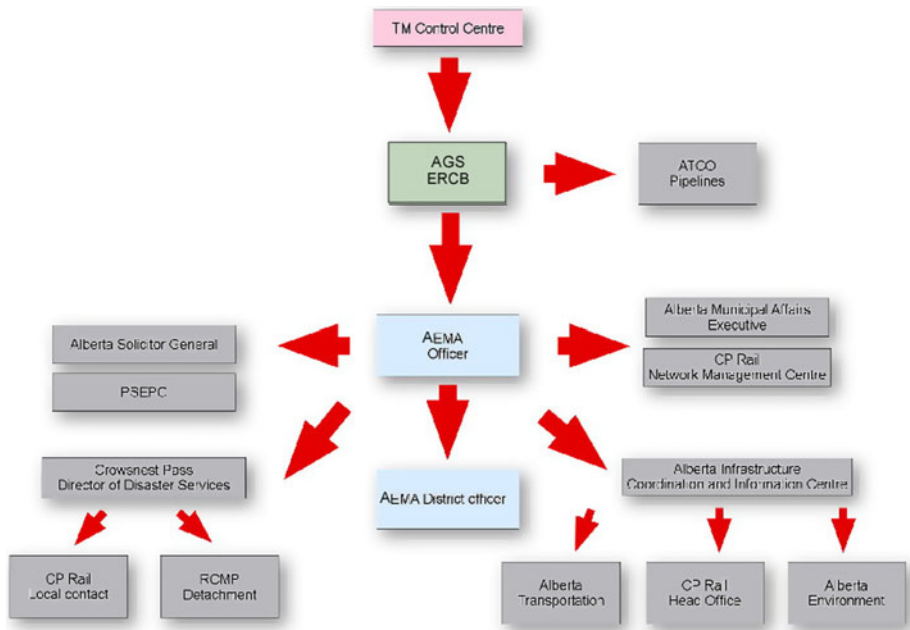 TM Control Centre
AGS
ERCB
ATCO
Pipelines
AEMA
Officer
Alberta Municipal Affairs
Executive
Alberta Solicitor General
CP Rail
Network Management Centre
PSEPC
Crowsnest Pass
Director of Disaster Services
AEMA District officer
Alberta Infrastructure
Coordination and Information Centre
CP Rail
Local contact
RCMP
Detachment
Alberta
Transportation
CP Rail
Head Office
Alberta
Environment